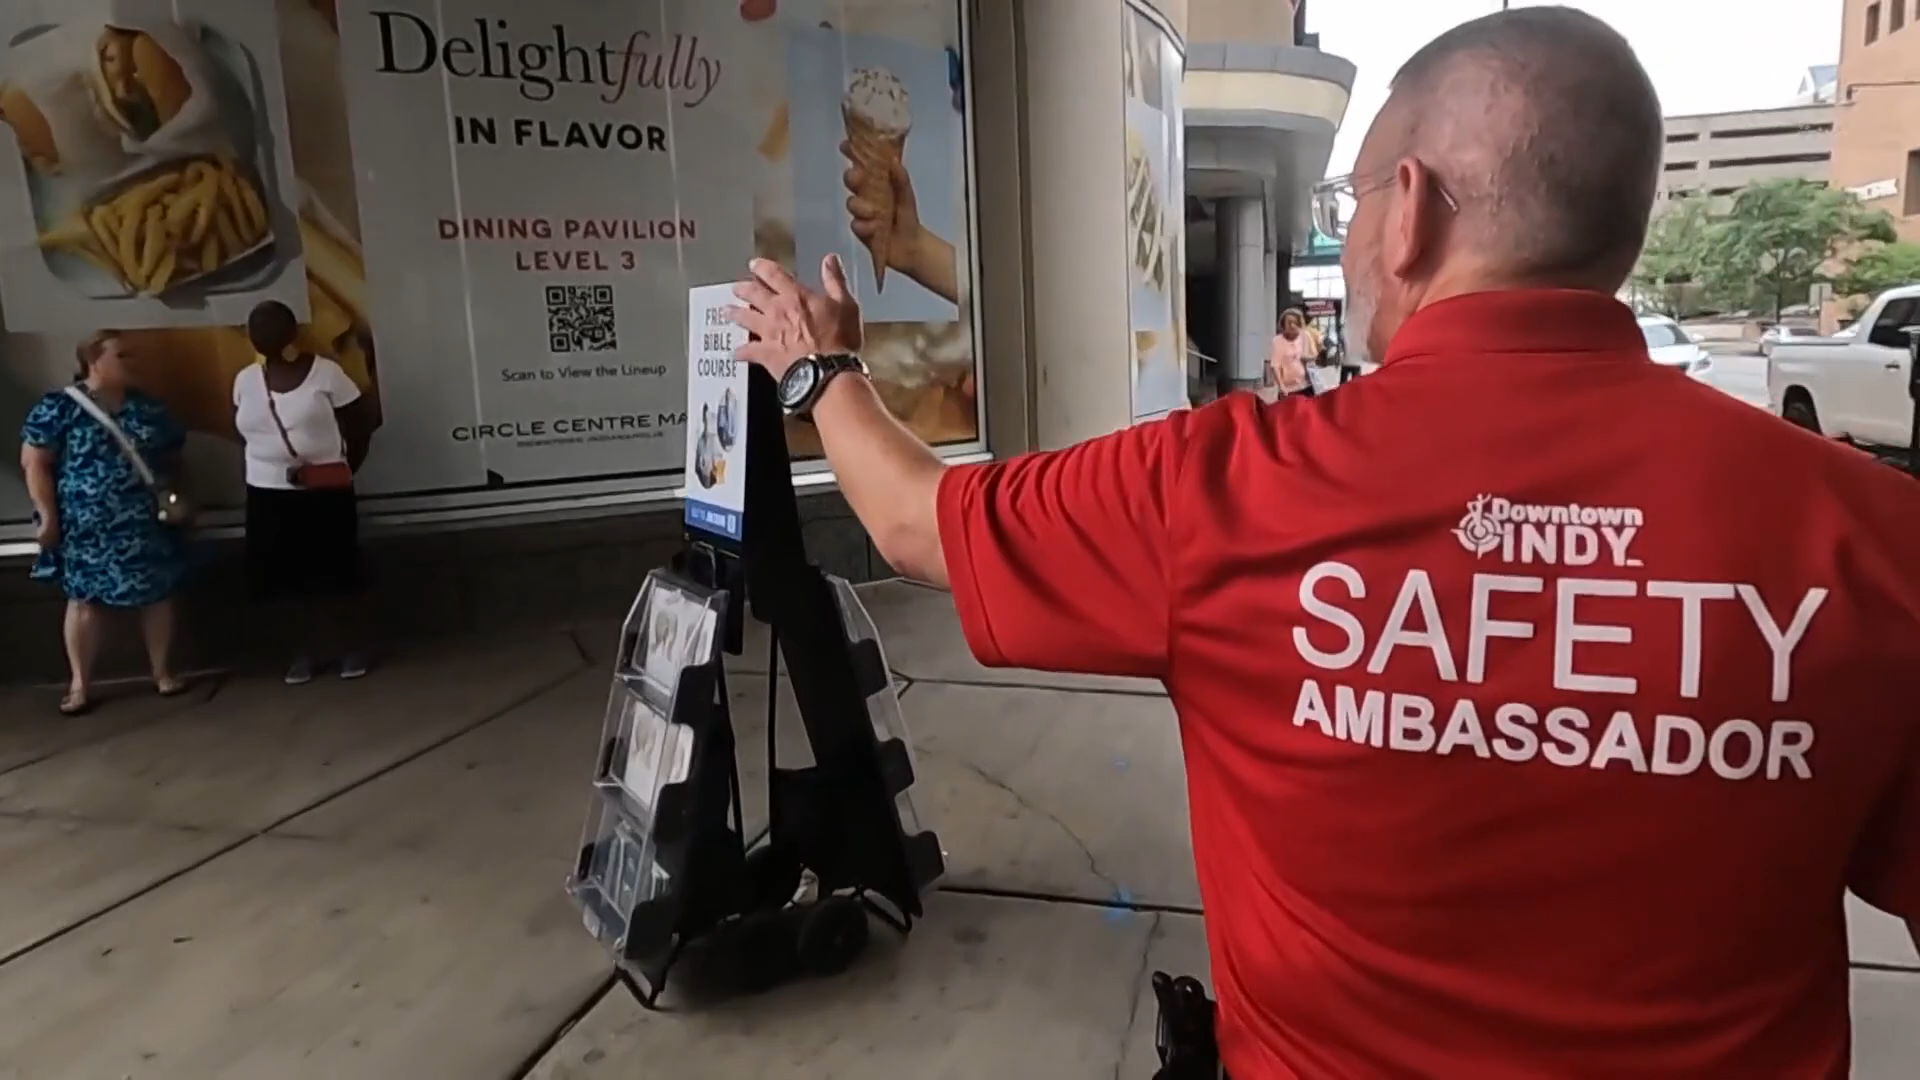 Delightfully
IN FLAVOR
DINING PAVILION
LEVEL 3
Scan to View the Lineup
CIRCLE CENTRE MA
FREE
BIBLE
COURSE
Downtown
INDY
SAFETY
AMBASSADOR